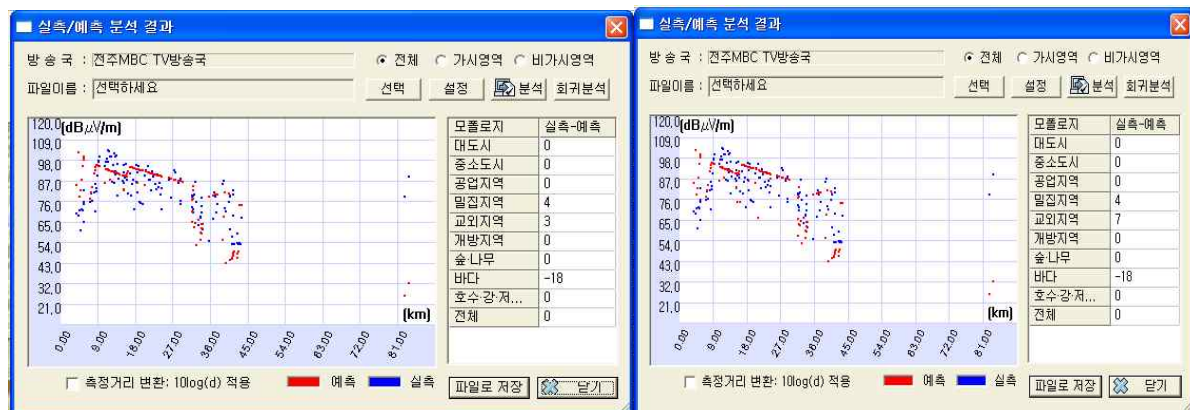 실측/예측 분석 결과
방 송 국 : 전주MBC TV방송국
전체 가시영역 비가시영역
파일이름 : 선택하세요
선택 설정 분석 회귀분석
120,0 (dBμV/m)
109,0
98,0
87,0
76,0
65,0
54,0
43,0
32,0
21,0
(km)
0,00 9,00 18,00 27,00 36,00 45,00 54,00 63,00 72,00 81,00
모폴로지 실측-예측
대도시 0
중소도시 0
공업지역 0
밀집지역 4
교외지역 3
개방지역 0
숲·나무 0
바다 -18
호수·강·저... 0
전체 0
측정거리 변환: 10log(d) 적용 예측 실측
파일로 저장 닫기
실측/예측 분석 결과
방 송 국 : 전주MBC TV방송국
전체 가시영역 비가시영역
파일이름 : 선택하세요
선택 설정 분석 회귀분석
120,0 (dBμV/m)
109,0
98,0
87,0
76,0
65,0
54,0
43,0
32,0
21,0
(km)
0,00 9,00 18,00 27,00 36,00 45,00 54,00 63,00 72,00 81,00
모폴로지 실측-예측
대도시 0
중소도시 0
공업지역 0
밀집지역 4
교외지역 7
개방지역 0
숲·나무 0
바다 -18
호수·강·저... 0
전체 0
측정거리 변환: 10log(d) 적용 예측 실측
파일로 저장 닫기